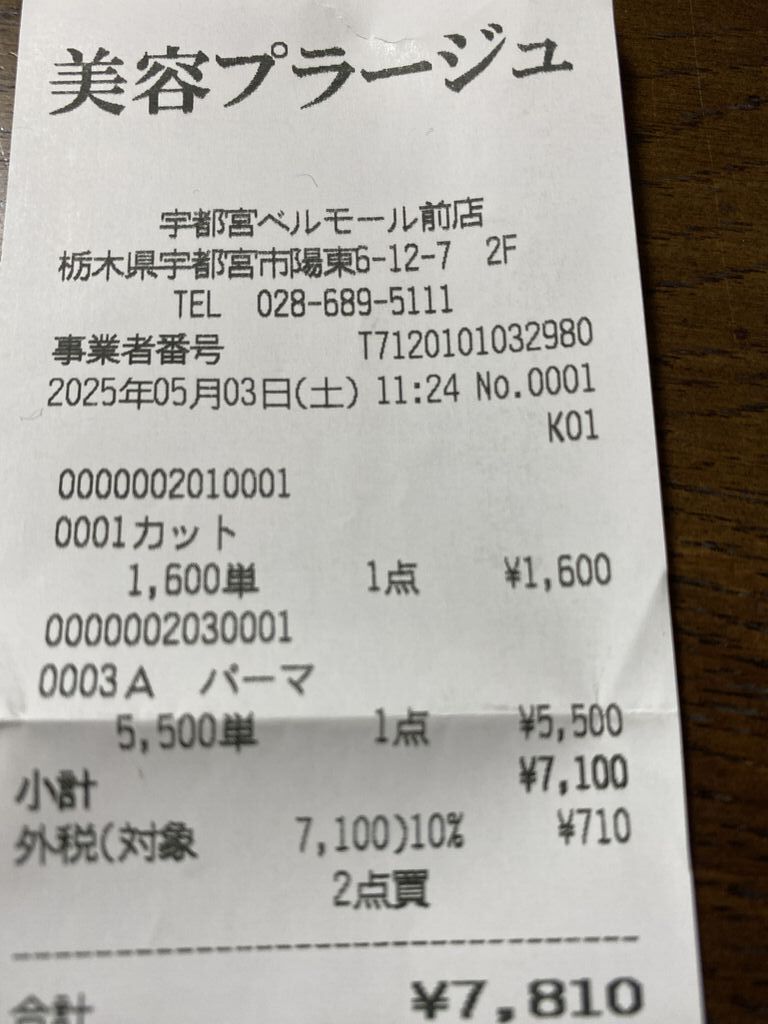 美容プラージュ
宇都宮ベルモール前店
栃木県宇都宮市陽東6-12-7 2F
TEL 028-689-5111
事業者番号 T7120101032980
2025年05月03日(土) 11:24 No.0001
K01
0000002010001
0001カット
1,600単 1点 ¥1,600
0000002030001
0003A パーマ
5,500単 1点 ¥5,500
小計 ¥7,100
外税(対象 7,100)10% ¥710
2点買
合計 ¥7,810